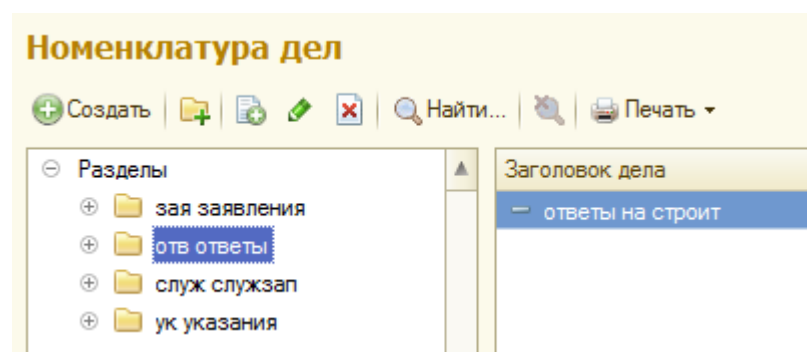 Номенклатура дел
Создать Найти... Печать
Разделы
зая заявления
отв ответы
служ служзап
ук указания
Заголовок дела
ответы на строит